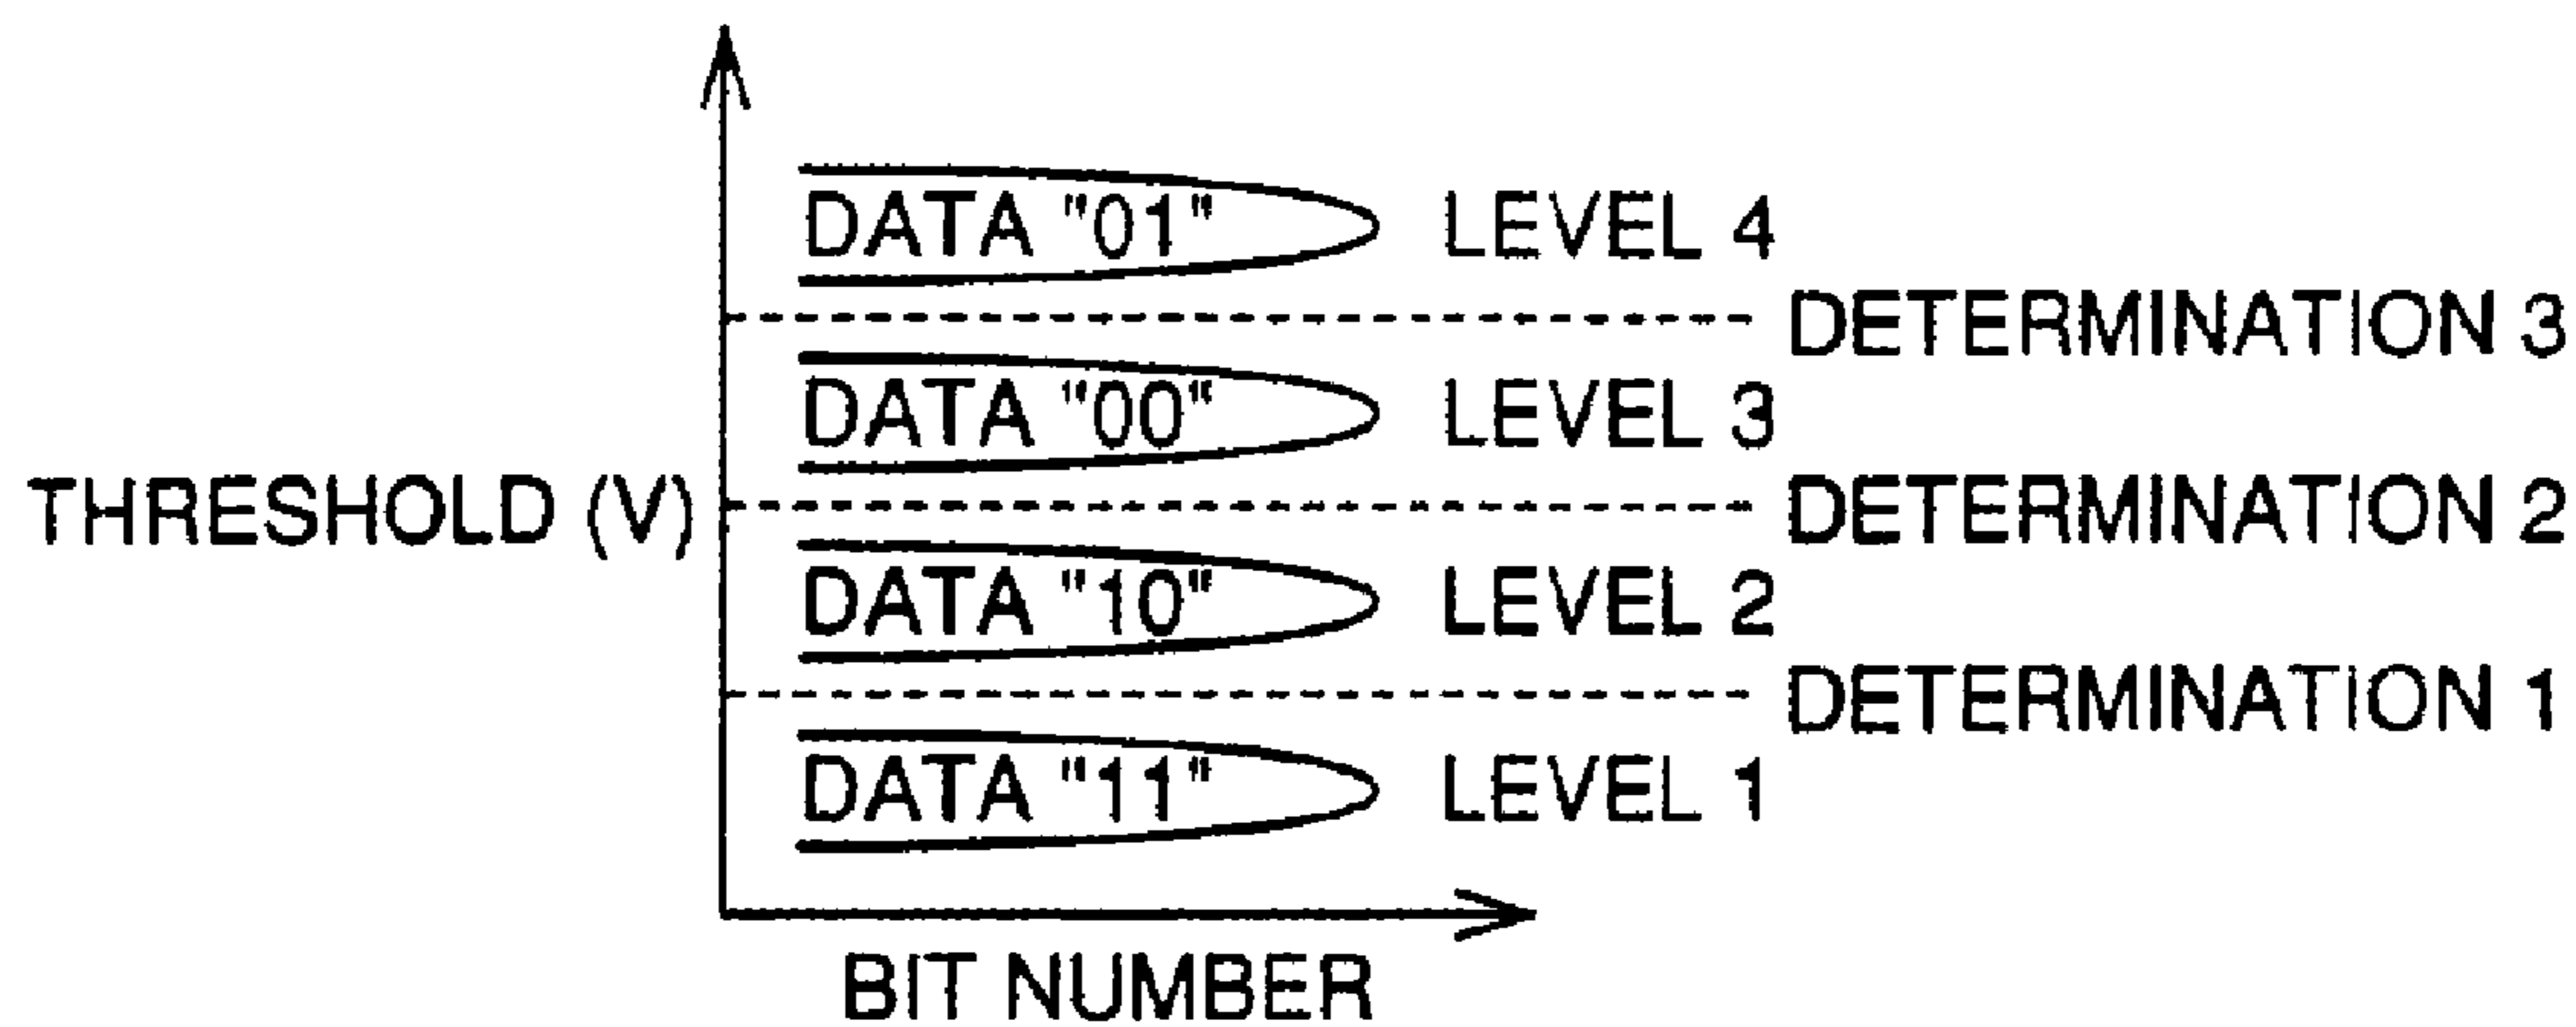 DATA "01" LEVEL 4
DETERMINATION 3
DATA "00" LEVEL 3
THRESHOLD (V) DETERMINATION 2
DATA "10" LEVEL 2
DETERMINATION 1
DATA "11" LEVEL 1
BIT NUMBER